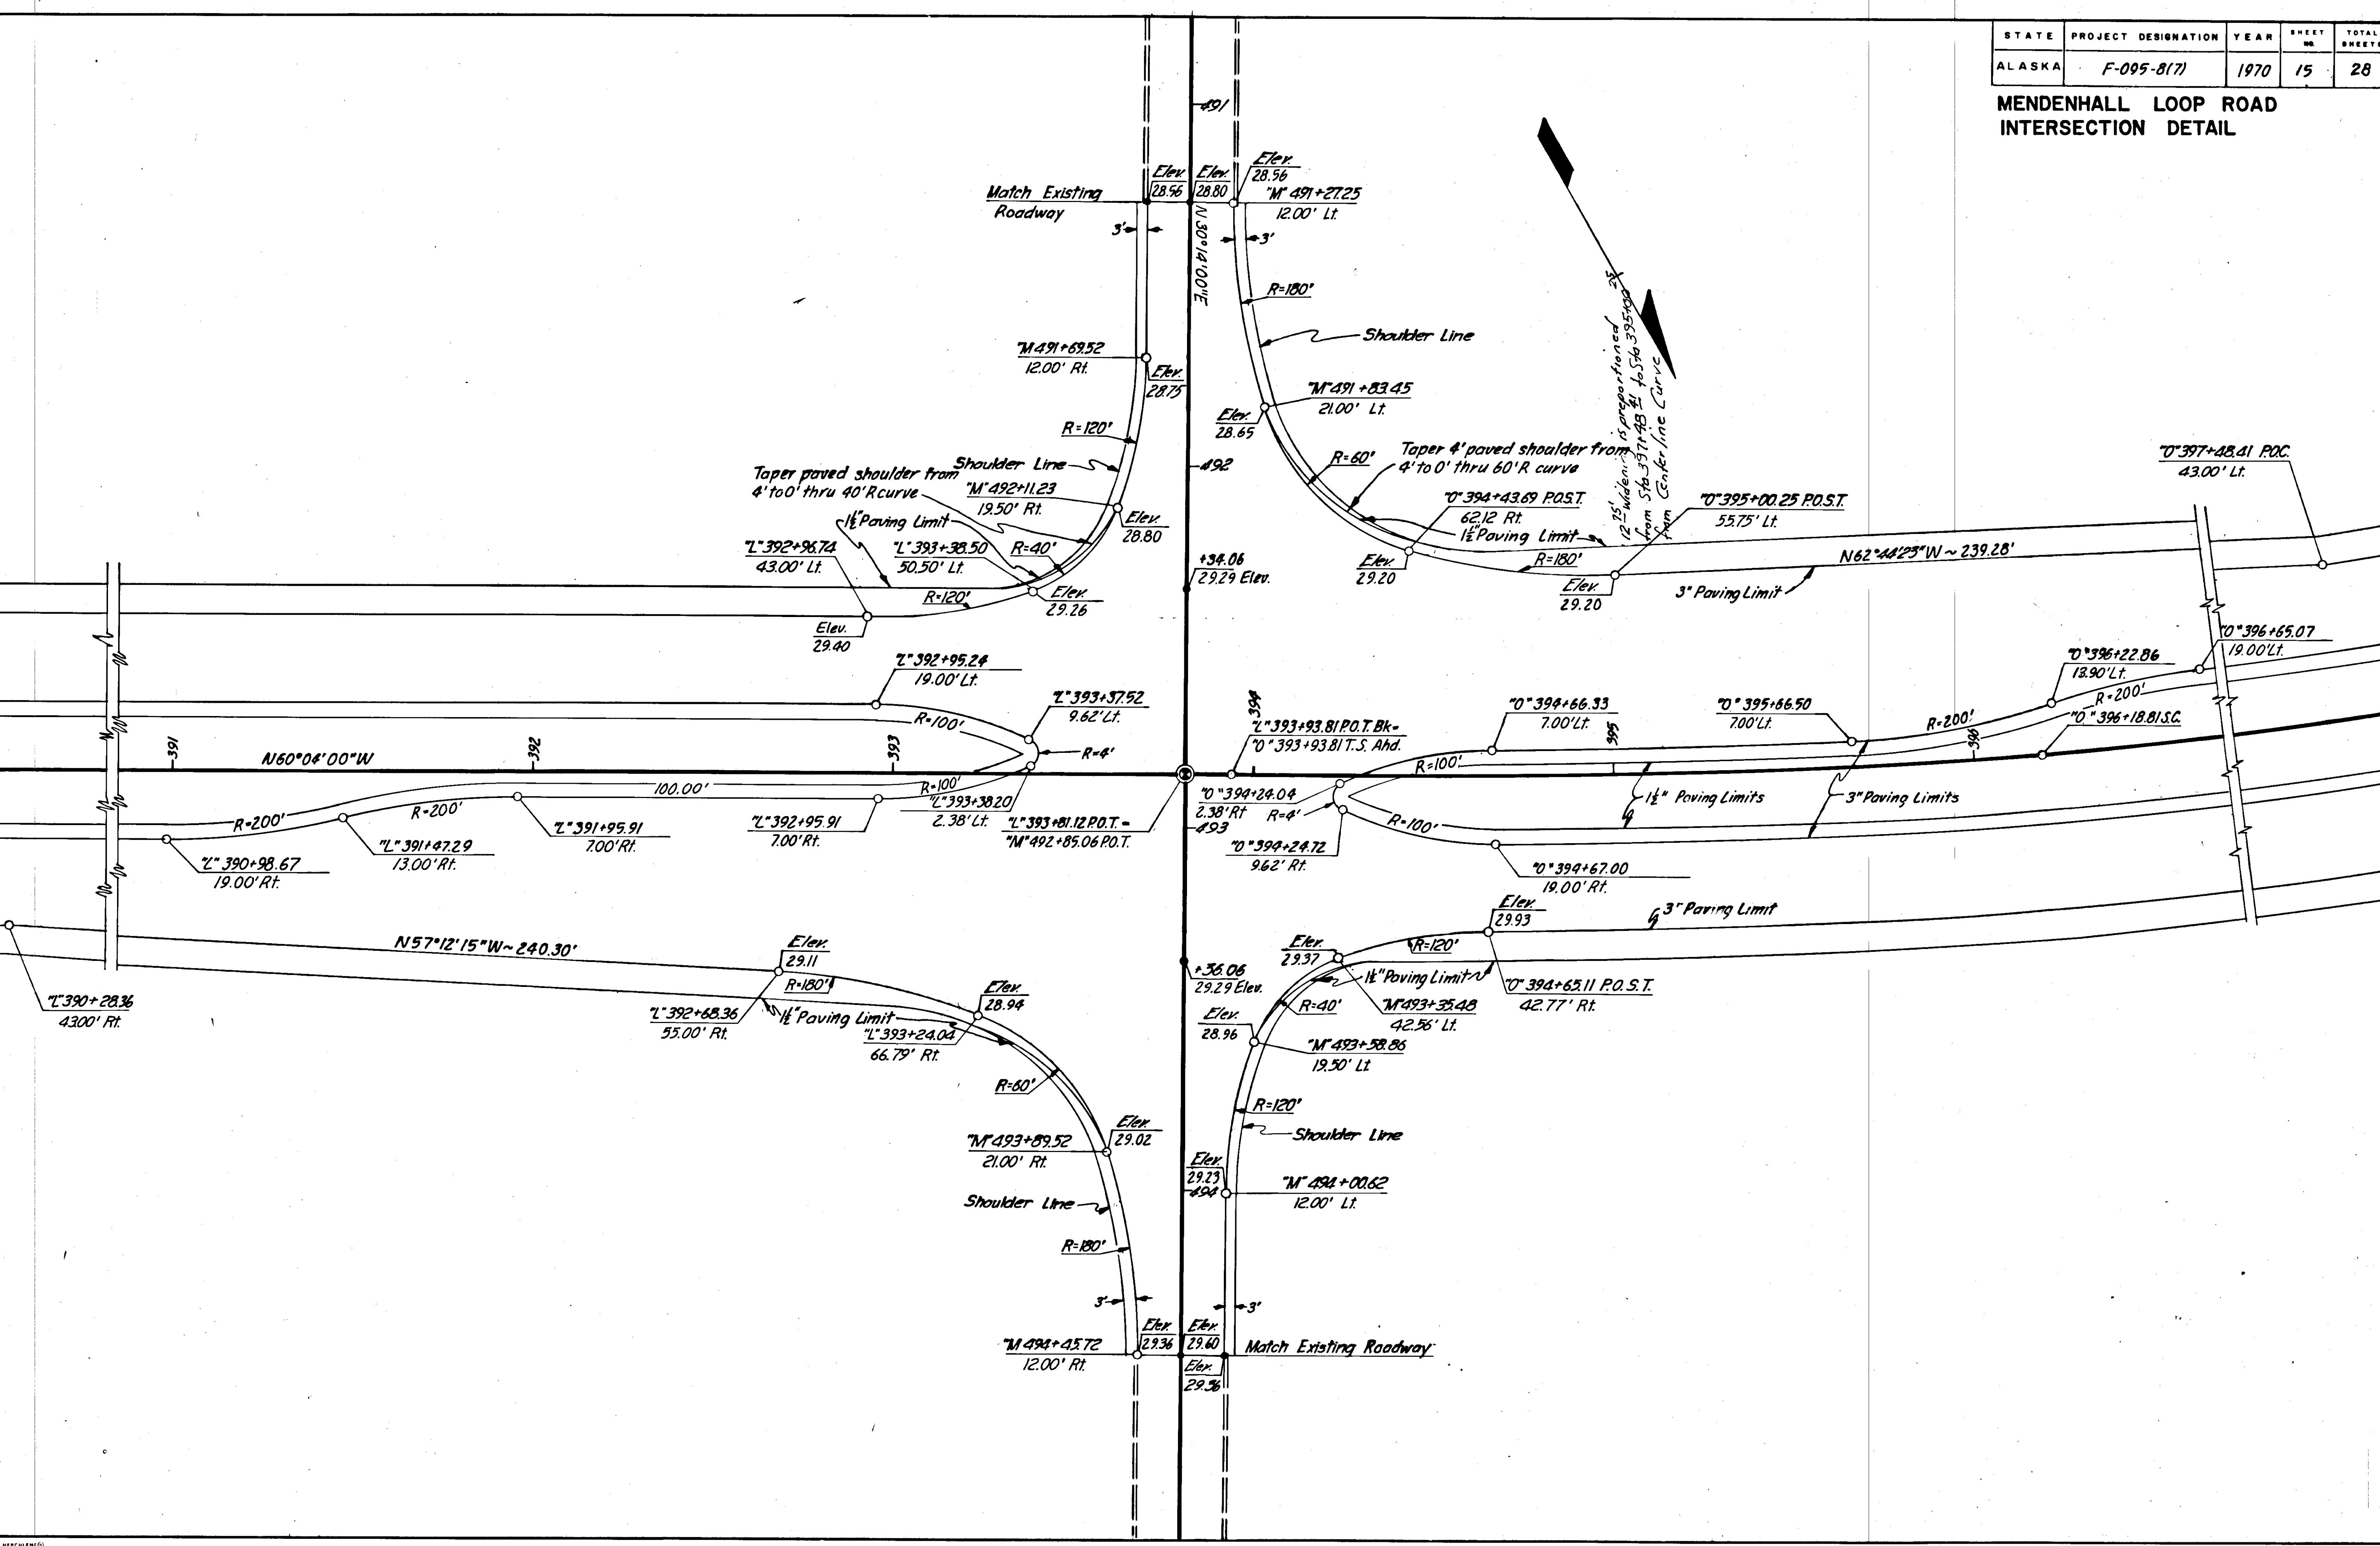 STATE PROJECT DESIGNATION YEAR SHEET NO. TOTAL SHEETS
ALASKA F-095-8(7) 1970 15 28
MENDENHALL LOOP ROAD
INTERSECTION DETAIL
491
Elev.
28.56
Elev.
28.80
Elev.
28.56
Match Existing
Roadway
"M" 491+27.25
12.00' Lt.
N 30°14'00"E
3'
3'
R=180'
Shoulder Line
"M" 491+69.52
12.00' Rt.
Elev.
28.75
"M" 491+83.45
21.00' Lt.
Elev.
28.65
R=120'
Shoulder Line
Taper paved shoulder from
4' to 0' thru 40' R curve
"M" 492+11.23
19.50' Rt.
Elev.
28.80
1½" Paving Limit
492
R=60'
Taper 4' paved shoulder from
4' to 0' thru 60' R curve
12.75' Widening is preportioned
from Sta 397+48.41 to Sta 395+00.25
from Center line Curve
"O" 397+48.41 P.O.C.
43.00' Lt.
"L" 392+96.74
43.00' Lt.
"L" 393+38.50
50.50' Lt.
R=40'
"O" 394+43.69 P.O.S.T.
62.12 Rt.
1½" Paving Limit
"O" 395+00.25 P.O.S.T.
55.75' Lt.
N62°44'23"W ~ 239.28'
+34.06
29.29 Elev.
Elev.
29.20
R=180'
Elev.
29.20
3" Paving Limit
R=120'
Elev.
29.26
Elev.
29.40
"L" 392+95.24
19.00' Lt.
"L" 393+37.52
9.62' Lt.
R=100'
R=4'
"O" 396+65.07
19.00' Lt.
"O" 396+22.86
13.90' Lt.
R=200'
"L" 393+93.81 P.O.T. Bk=
"O" 393+93.81 T.S. Ahd.
394
"O" 394+66.33
7.00' Lt.
"O" 395+66.50
7.00' Lt.
395
R=200'
396
"O" 396+18.81 S.C.
391
392
393
N60°04'00"W
R=100'
R=200'
R=200'
100.00'
R=100'
"L" 393+38.20
2.38' Lt.
"L" 393+81.12 P.O.T. =
"M" 492+85.06 P.O.T.
493
"O" 394+24.04
2.38' Rt
R=4'
R=100'
1½" Paving Limits
3" Paving Limits
"L" 390+98.67
19.00' Rt.
"L" 391+47.29
13.00' Rt.
"L" 391+95.91
7.00' Rt.
"L" 392+95.91
7.00' Rt.
"O" 394+24.72
9.62' Rt.
"O" 394+67.00
19.00' Rt.
N57°12'15"W ~ 240.30'
Elev.
29.93
3" Paving Limit
Elev.
29.11
R=180'
Elev.
29.37
R=120'
+36.06
29.29 Elev.
1½" Paving Limit
"O" 394+65.11 P.O.S.T.
42.77' Rt.
"L" 390+28.36
43.00' Rt.
"L" 392+68.36
55.00' Rt.
1½" Paving Limit
"L" 393+24.04
66.79' Rt.
Elev.
28.94
R=40'
"M" 493+35.48
42.56' Lt.
Elev.
28.96
"M" 493+58.86
19.50' Lt
R=60'
R=120'
Shoulder Line
"M" 493+89.52
21.00' Rt.
Elev.
29.02
Elev.
29.23
494
"M" 494+00.62
12.00' Lt.
Shoulder Line
R=180'
3'
3'
"M" 494+45.72
12.00' Rt.
Elev.
29.36
Elev.
29.60
Match Existing Roadway
Elev.
29.36